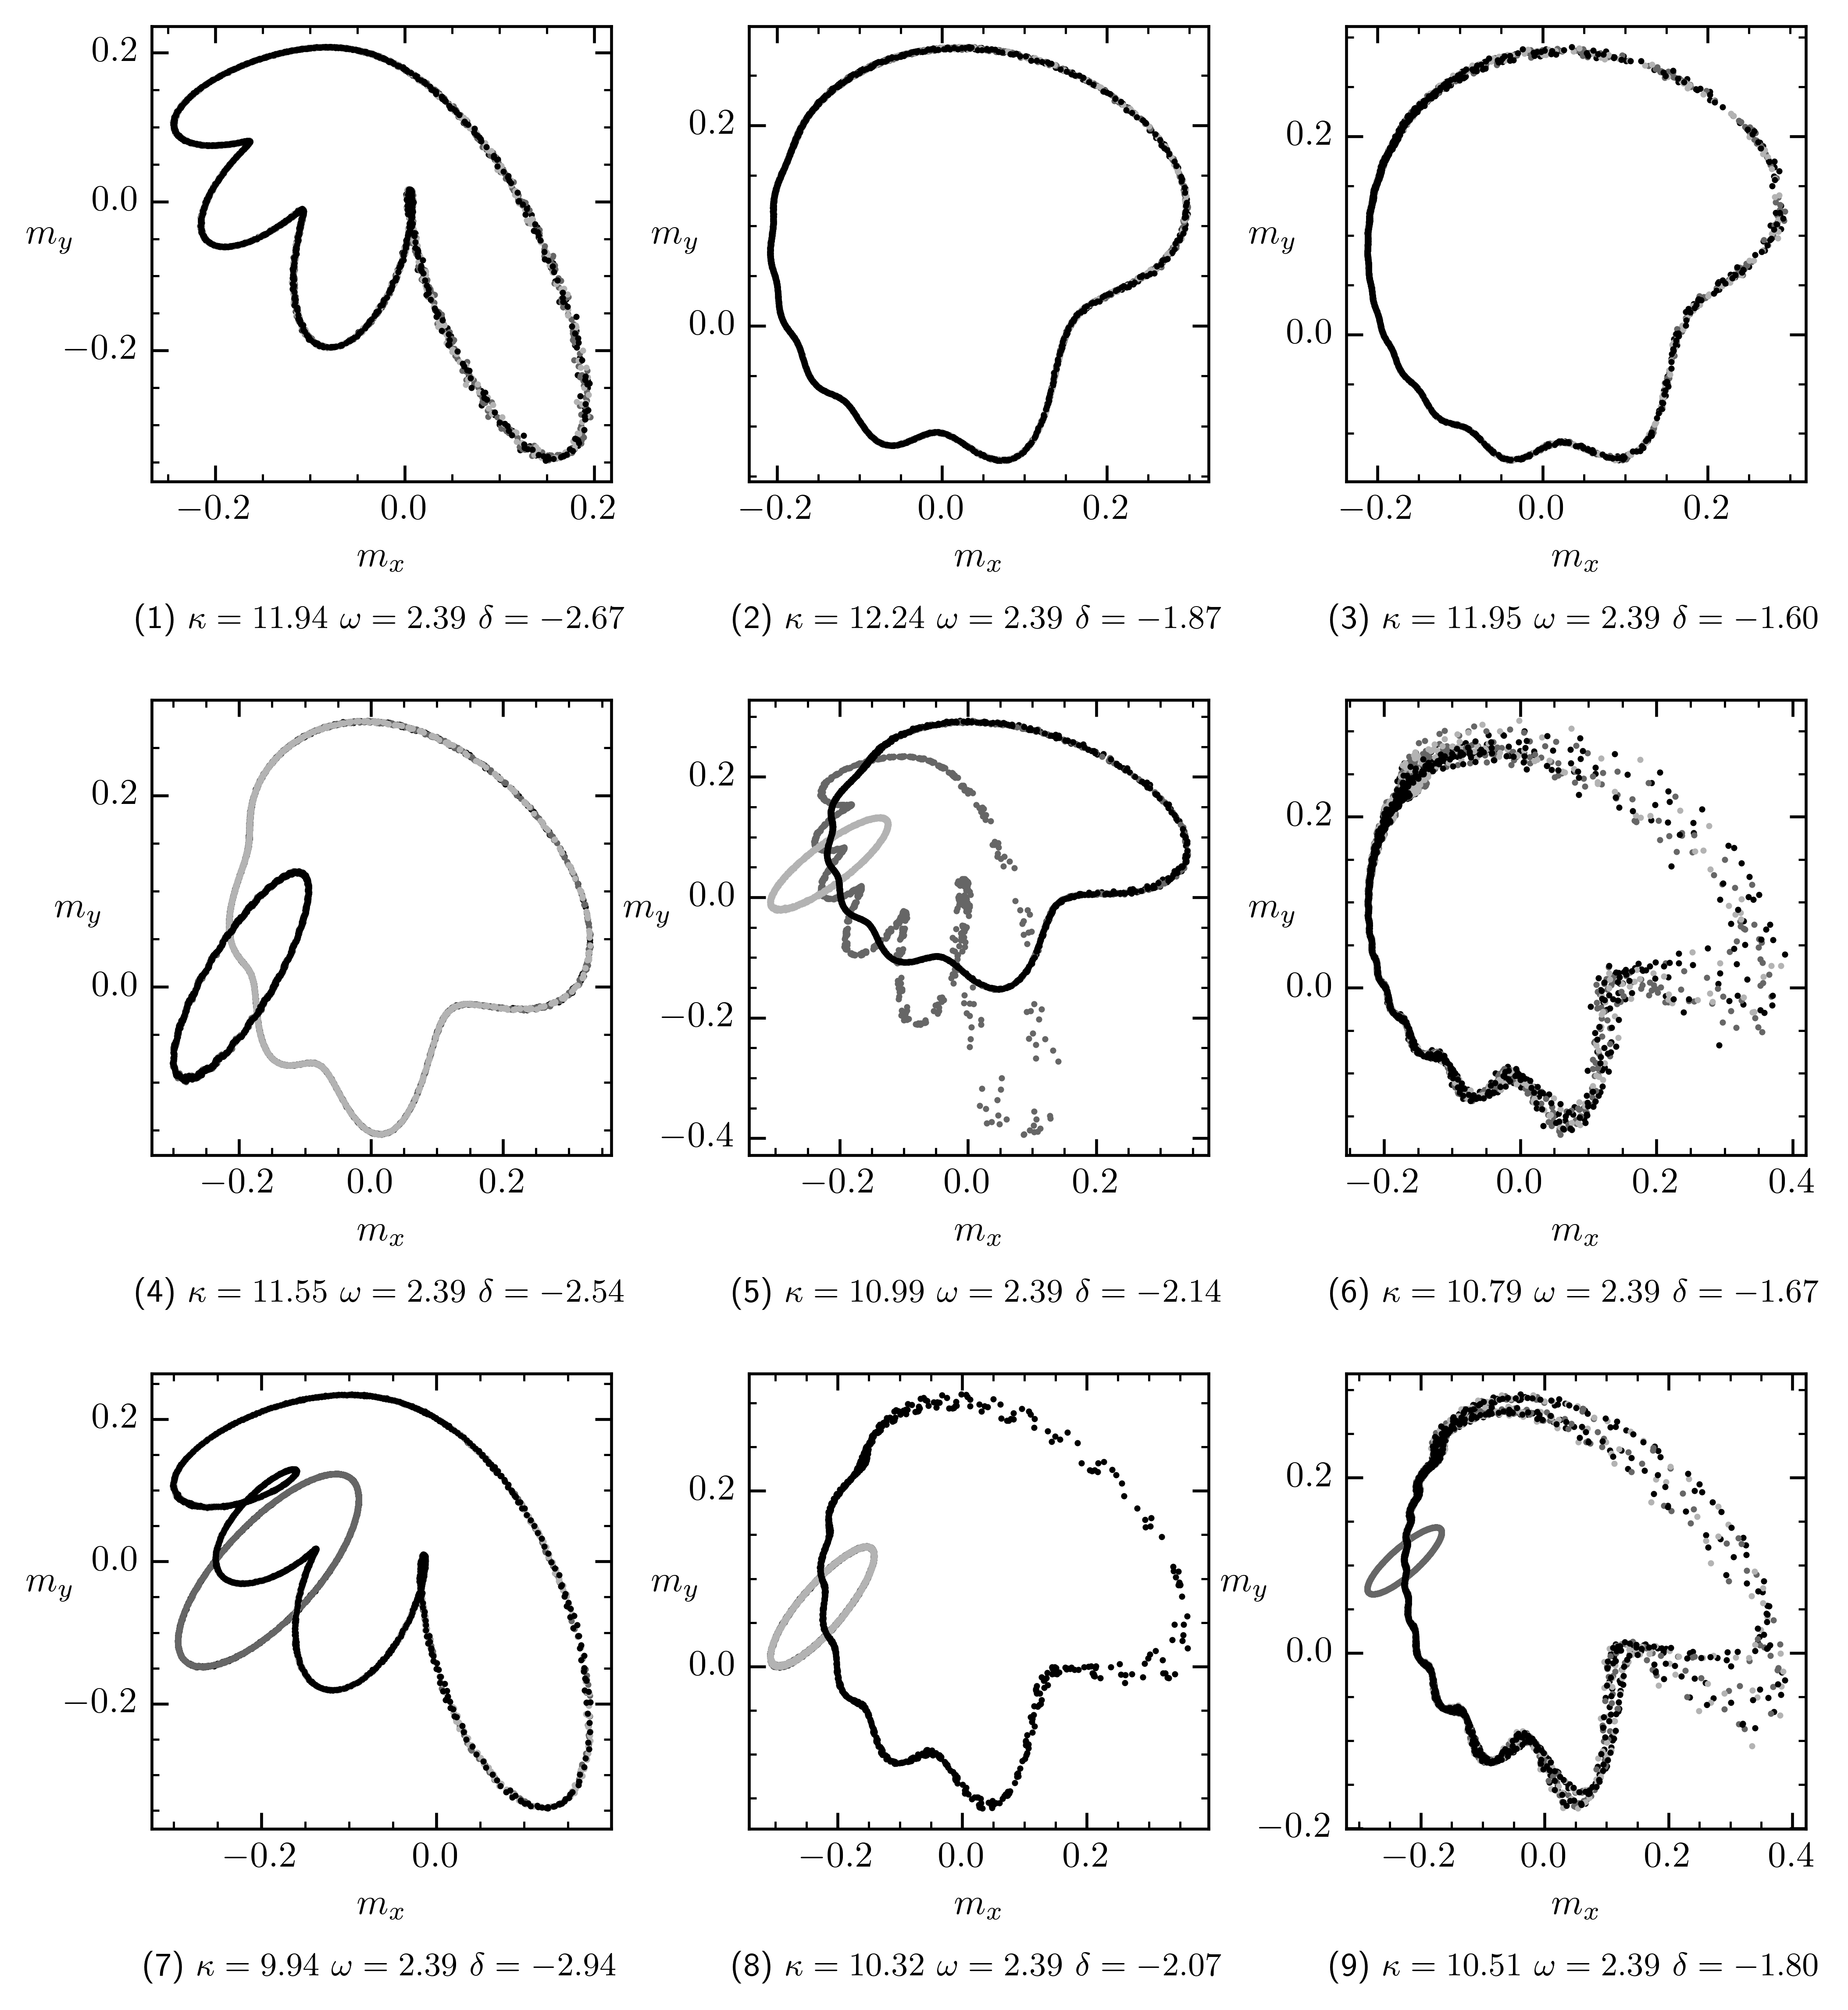 0.2
0.0
−0.2
m_y
−0.2 0.0 0.2
m_x
(1) κ = 11.94 ω = 2.39 δ = −2.67
0.2
0.0
m_y
−0.2 0.0 0.2
m_x
(2) κ = 12.24 ω = 2.39 δ = −1.87
0.2
0.0
m_y
−0.2 0.0 0.2
m_x
(3) κ = 11.95 ω = 2.39 δ = −1.60
0.2
0.0
m_y
−0.2 0.0 0.2
m_x
(4) κ = 11.55 ω = 2.39 δ = −2.54
0.2
0.0
−0.2
−0.4
m_y
−0.2 0.0 0.2
m_x
(5) κ = 10.99 ω = 2.39 δ = −2.14
0.2
0.0
m_y
−0.2 0.0 0.2 0.4
m_x
(6) κ = 10.79 ω = 2.39 δ = −1.67
0.2
0.0
−0.2
m_y
−0.2 0.0
m_x
(7) κ = 9.94 ω = 2.39 δ = −2.94
0.2
0.0
m_y
−0.2 0.0 0.2
m_x
(8) κ = 10.32 ω = 2.39 δ = −2.07
0.2
0.0
−0.2
m_y
−0.2 0.0 0.2 0.4
m_x
(9) κ = 10.51 ω = 2.39 δ = −1.80